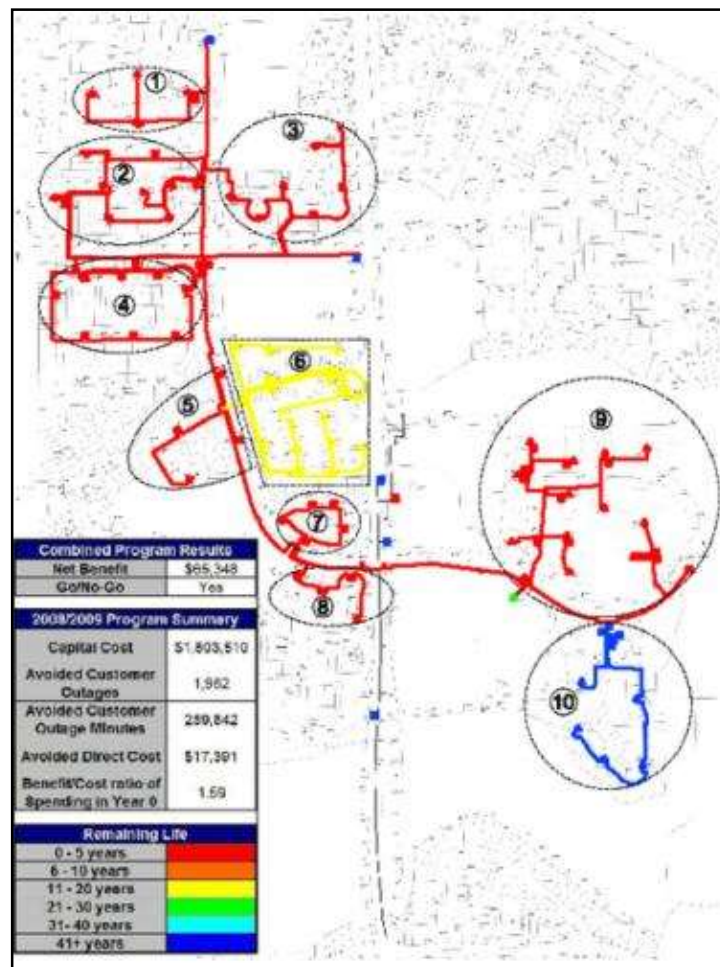 1
3
2
4
6
5
9
7
8
10
Combined Program Results
Net Benefit $65,348
Go/No-Go Yes
2008/2009 Program Summary
Capital Cost $1,803,510
Avoided Customer
Outages 1,962
Avoided Customer
Outage Minutes 289,842
Avoided Direct Cost $17,391
Benefit/Cost ratio of
Spending in Year 0 1.59
Remaining Life
0 - 5 years
6 - 10 years
11 - 20 years
21 - 30 years
31- 40 years
41+ years